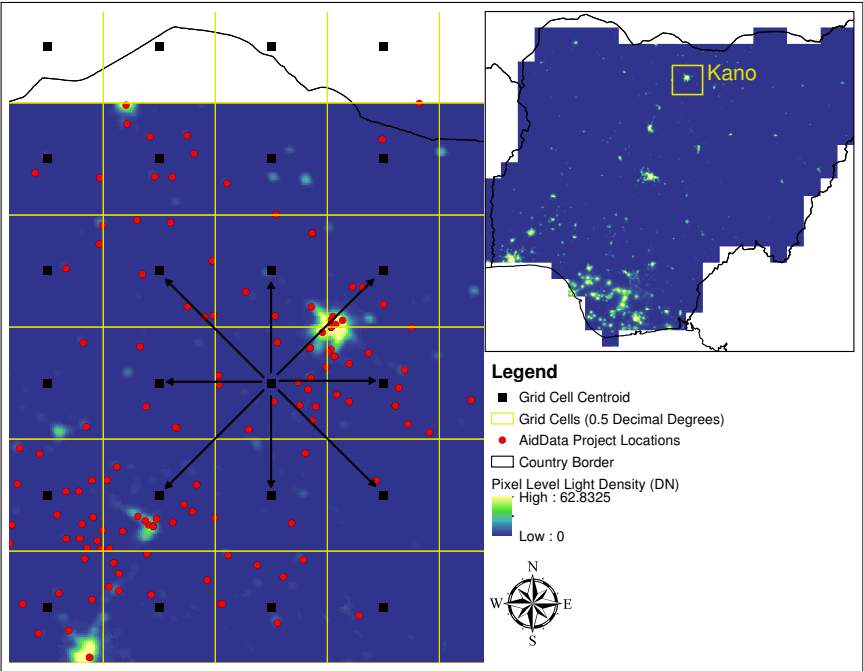 Kano
Legend
Grid Cell Centroid
Grid Cells (0.5 Decimal Degrees)
AidData Project Locations
Country Border
Pixel Level Light Density (DN)
High : 62.8325
Low : 0
N
W
E
S